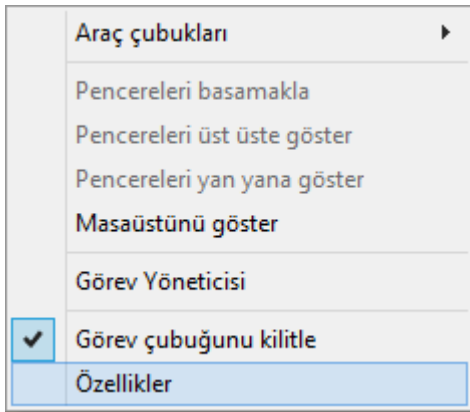 Araç çubukları
Pencereleri basamakla
Pencereleri üst üste göster
Pencereleri yan yana göster
Masaüstünü göster
Görev Yöneticisi
Görev çubuğunu kilitle
Özellikler